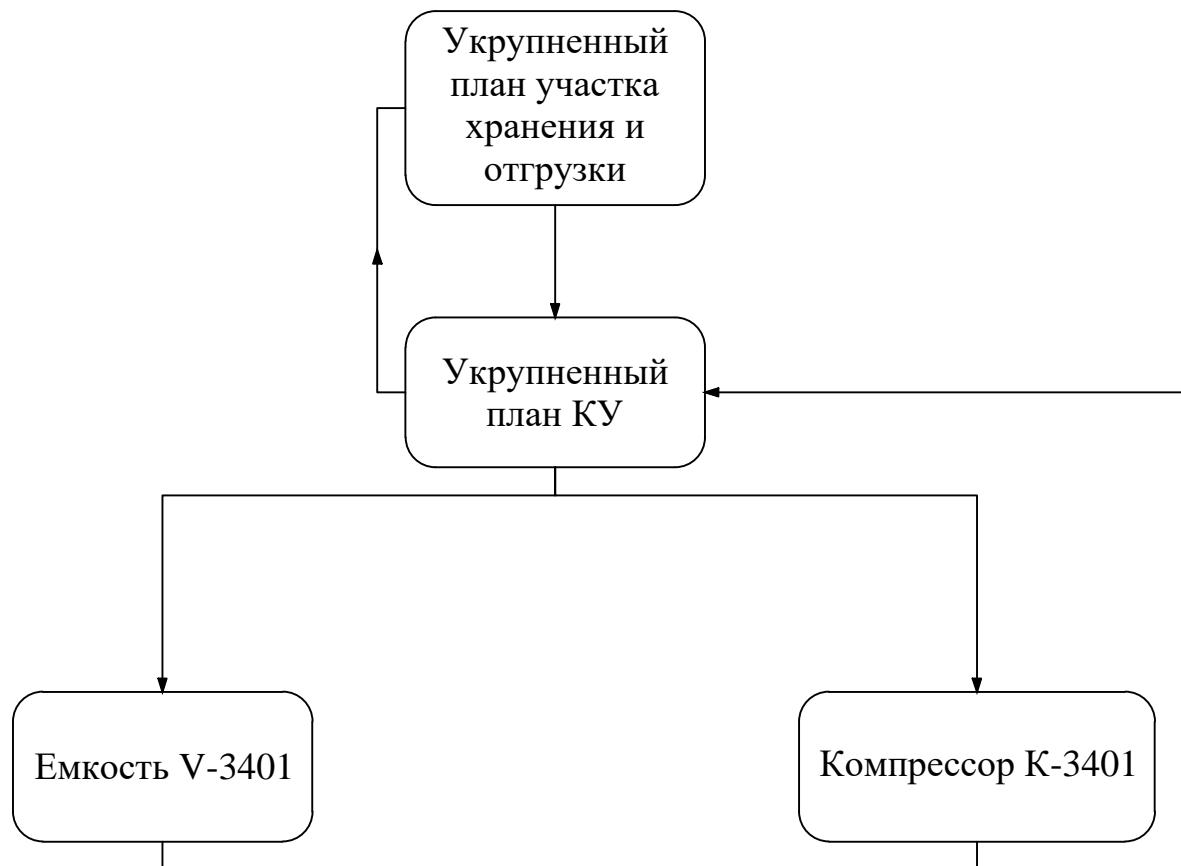 Укрупненный
план участка
хранения и
отгрузки
Укрупненный
план КУ
Емкость V-3401
Компрессор К-3401